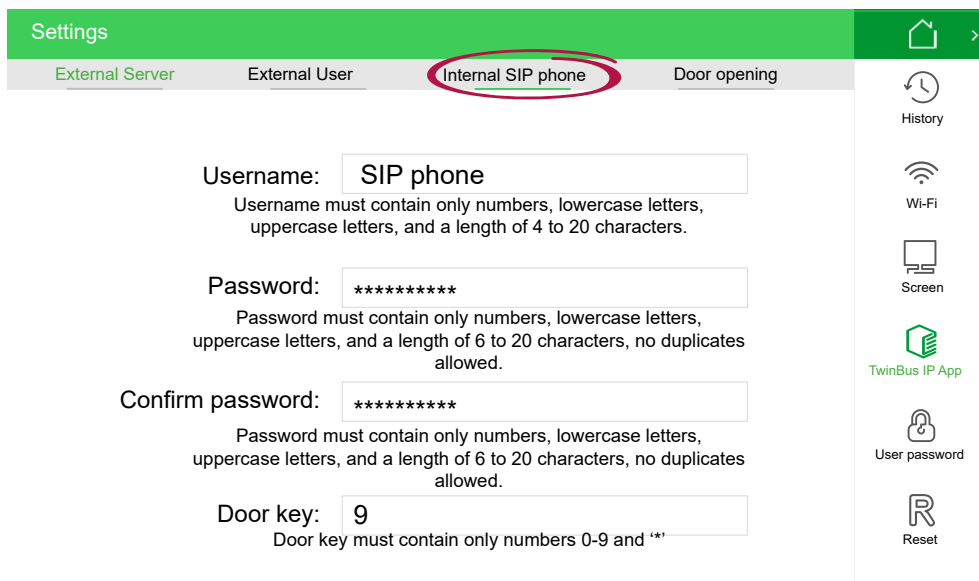 Settings
External Server
External User
Internal SIP phone
Door opening
Username:
SIP phone
Username must contain only numbers, lowercase letters,
uppercase letters, and a length of 4 to 20 characters.
Password:
**********
Password must contain only numbers, lowercase letters,
uppercase letters, and a length of 6 to 20 characters, no duplicates
allowed.
Confirm password:
**********
Password must contain only numbers, lowercase letters,
uppercase letters, and a length of 6 to 20 characters, no duplicates
allowed.
Door key:
9
Door key must contain only numbers 0-9 and ‘*’
History
Wi-Fi
Screen
TwinBus IP App
User password
R
Reset